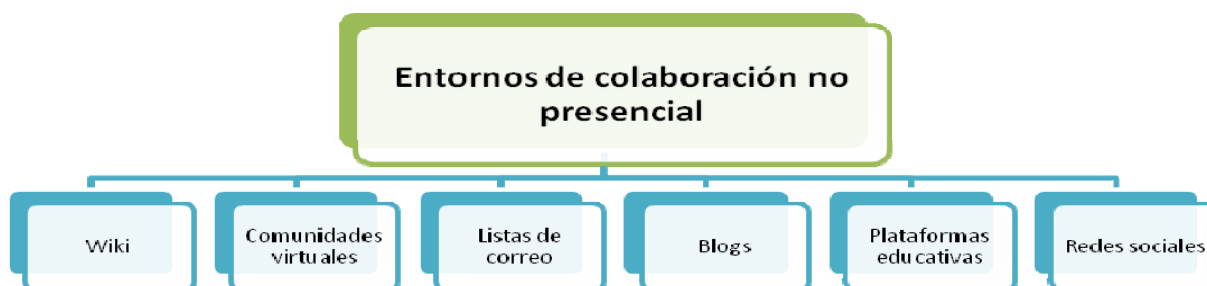 Entornos de colaboración no
presencial
Wiki
Comunidades
virtuales
Listas de
correo
Blogs
Plataformas
educativas
Redes sociales